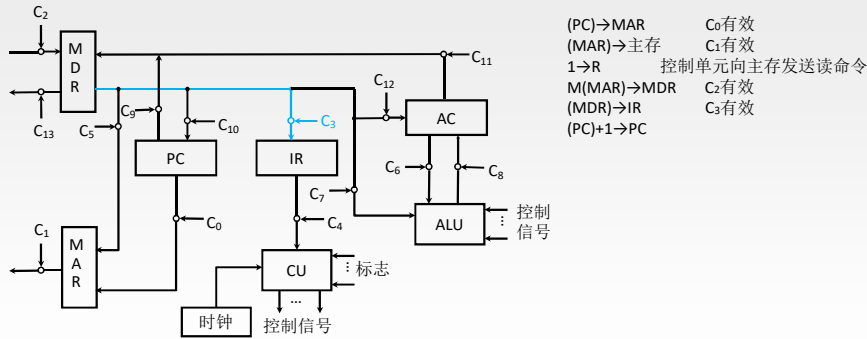 C₂
M
D
R
C₁₃
C₅
C₉
C₁₀
PC
C₀
C₃
IR
C₄
C₇
C₁₁
C₁₂
AC
C₆
C₈
ALU
控制
⋮
信号
C₁
M
A
R
CU
⋮ 标志
...
时钟
控制信号
(PC)→MAR C₀有效
(MAR)→主存 C₁有效
1→R 控制单元向主存发送读命令
M(MAR)→MDR C₂有效
(MDR)→IR C₃有效
(PC)+1→PC